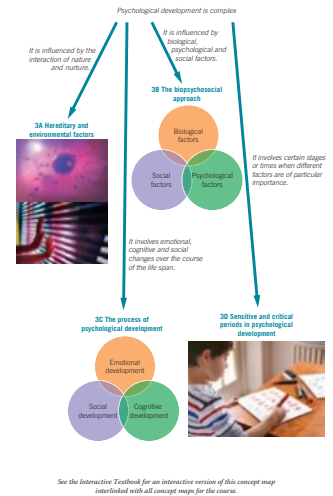 Psychological development is complex
It is influenced by the
interaction of nature
and nurture.
It is influenced by
biological,
psychological and
social factors.
3A Hereditary and
environmental factors
3B The biopsychosocial
approach
Biological
factors
Social
factors
Psychological
factors
It involves certain stages
or times when different
factors are of particular
importance.
It involves emotional,
cognitive and social
changes over the course
of the life span.
3C The process of
psychological development
Emotional
development
Social
development
Cognitive
development
3D Sensitive and critical
periods in psychological
development
See the Interactive Textbook for an interactive version of this concept map
interlinked with all concept maps for the course.